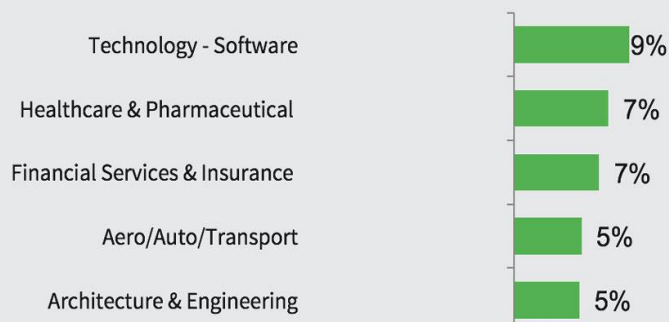 Technology - Software 9%
Healthcare & Pharmaceutical 7%
Financial Services & Insurance 7%
Aero/Auto/Transport 5%
Architecture & Engineering 5%